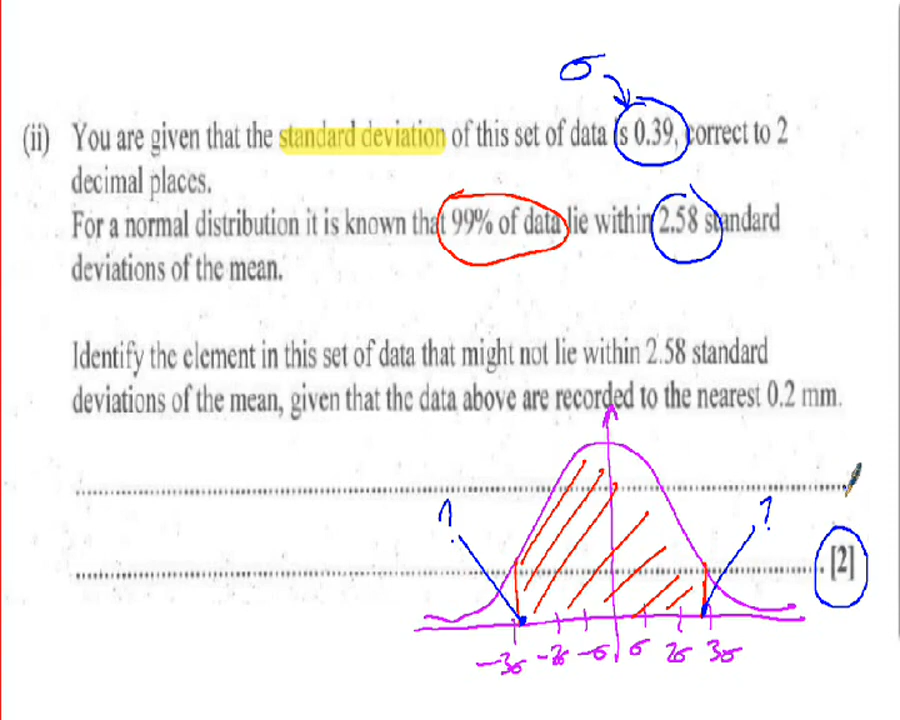 σ
(ii) You are given that the standard deviation of this set of data is 0.39, correct to 2
decimal places.
For a normal distribution it is known that 99% of data lie within 2.58 standard
deviations of the mean.
Identify the element in this set of data that might not lie within 2.58 standard
deviations of the mean, given that the data above are recorded to the nearest 0.2 mm.
? ?
[2]
-3σ -2σ -σ σ 2σ 3σ